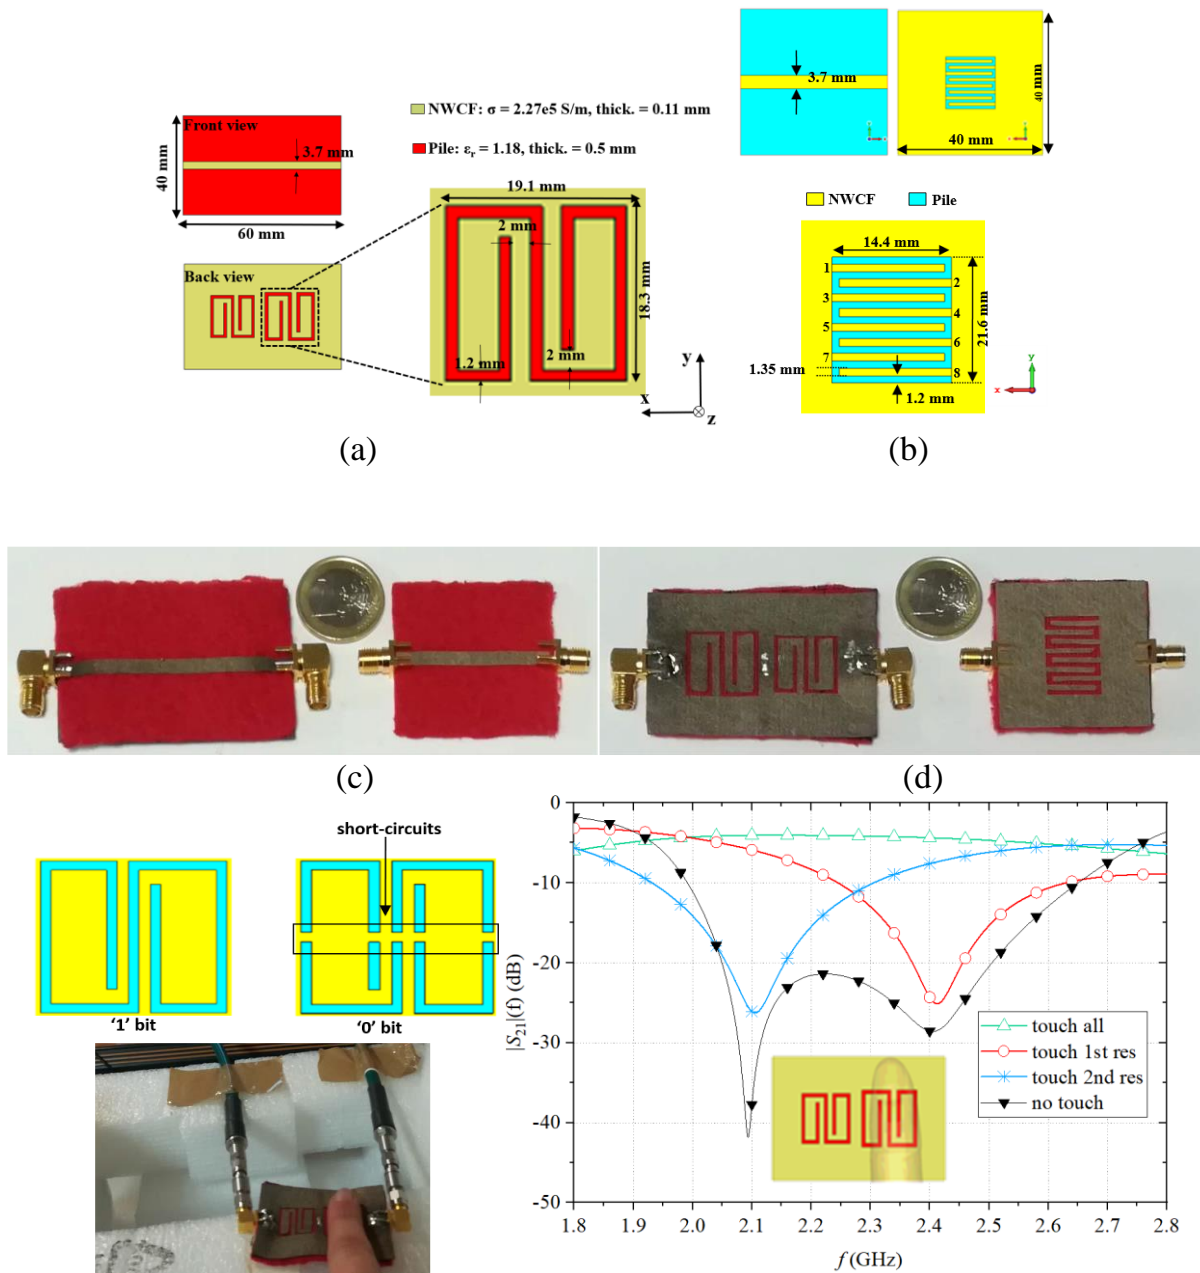 Front view
3.7 mm
40 mm
60 mm
Back view
NWCF: σ = 2.27e5 S/m, thick. = 0.11 mm
Pile: εr = 1.18, thick. = 0.5 mm
19.1 mm
2 mm
18.3 mm
1.2 mm
2 mm
y
x
z
(a)
3.7 mm
40 mm
40 mm
NWCF
Pile
14.4 mm
1
2
3
4
5
6
7
8
21.6 mm
1.35 mm
1.2 mm
y
x
(b)
(c)
(d)
short-circuits
'1' bit
'0' bit
|S21|(f) (dB)
0
-10
-20
-30
-40
-50
touch all
touch 1st res
touch 2nd res
no touch
1.8 1.9 2.0 2.1 2.2 2.3 2.4 2.5 2.6 2.7 2.8
f (GHz)